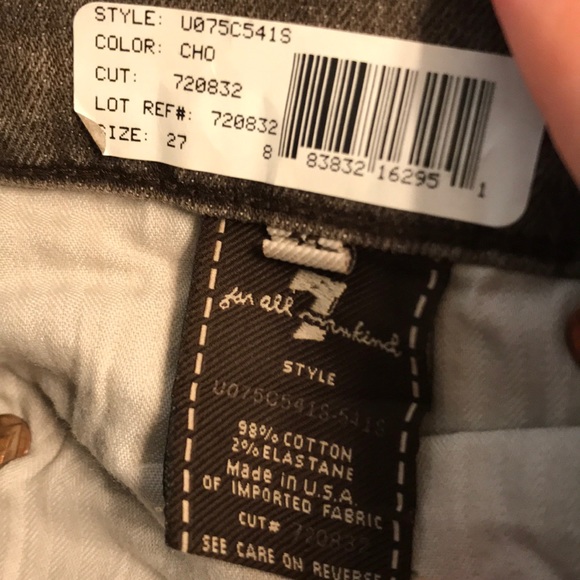 STYLE: U075C541S
COLOR: CHO
CUT: 720832
LOT REF#: 720832
SIZE: 27
8 83832 16295 1
7
for all mankind
STYLE
U075C541S-541S
98% COTTON
2% ELASTANE
Made in U.S.A.
OF IMPORTED FABRIC
CUT# 720832
SEE CARE ON REVERSE